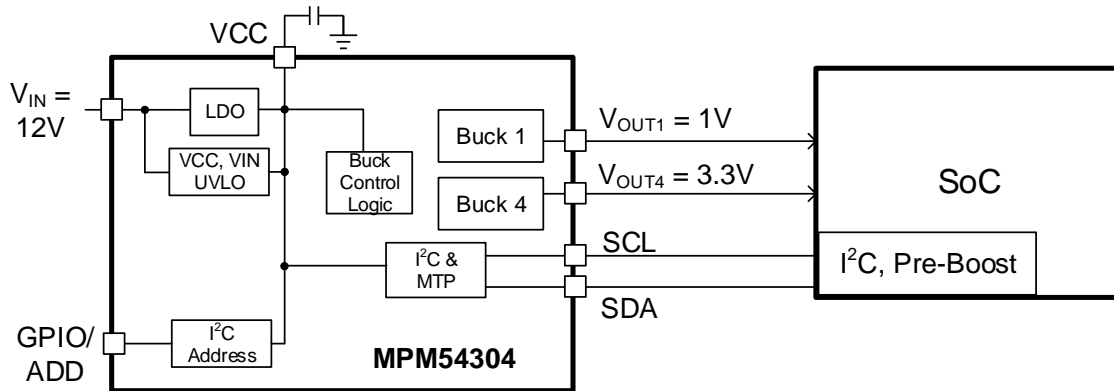 VCC
V_IN =
12V
LDO
VCC, VIN
UVLO
Buck
Control
Logic
Buck 1
Buck 4
V_OUT1 = 1V
V_OUT4 = 3.3V
SoC
I²C &
MTP
SCL
SDA
I²C, Pre-Boost
GPIO/
ADD
I²C
Address
MPM54304